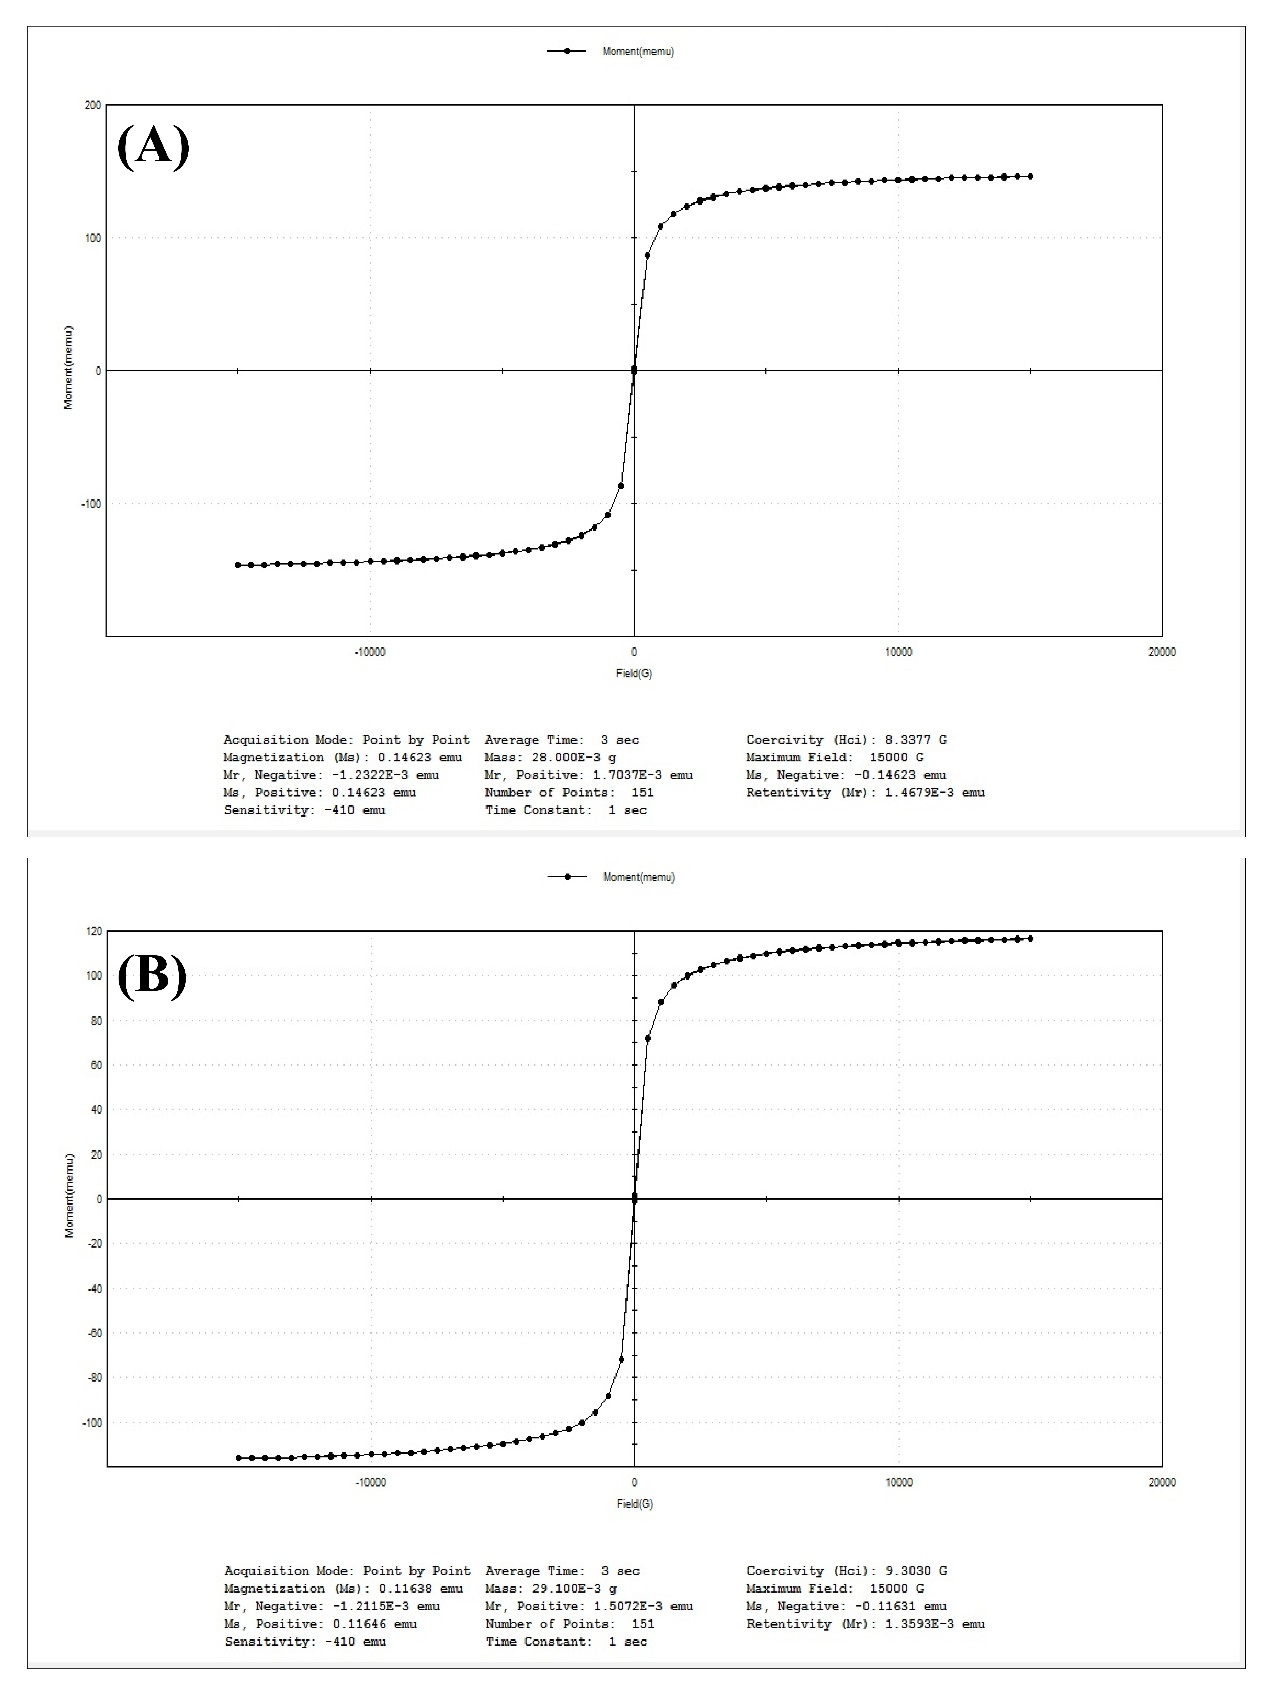 Moment(memu)
(A)
200
100
0
-100
Moment(memu)
-10000 0 10000 20000
Field(G)
Acquisition Mode: Point by Point Average Time: 3 sec Coercivity (Hci): 8.3377 G
Magnetization (Ms): 0.14623 emu Mass: 28.000E-3 g Maximum Field: 15000 G
Mr, Negative: -1.2322E-3 emu Mr, Positive: 1.7037E-3 emu Ms, Negative: -0.14623 emu
Ms, Positive: 0.14623 emu Number of Points: 151 Retentivity (Mr): 1.4679E-3 emu
Sensitivity: -410 emu Time Constant: 1 sec
Moment(memu)
(B)
120
100
80
60
40
20
0
-20
-40
-60
-80
-100
Moment(memu)
-10000 0 10000 20000
Field(G)
Acquisition Mode: Point by Point Average Time: 3 sec Coercivity (Hci): 9.3030 G
Magnetization (Ms): 0.11638 emu Mass: 29.100E-3 g Maximum Field: 15000 G
Mr, Negative: -1.2115E-3 emu Mr, Positive: 1.5072E-3 emu Ms, Negative: -0.11631 emu
Ms, Positive: 0.11646 emu Number of Points: 151 Retentivity (Mr): 1.3593E-3 emu
Sensitivity: -410 emu Time Constant: 1 sec